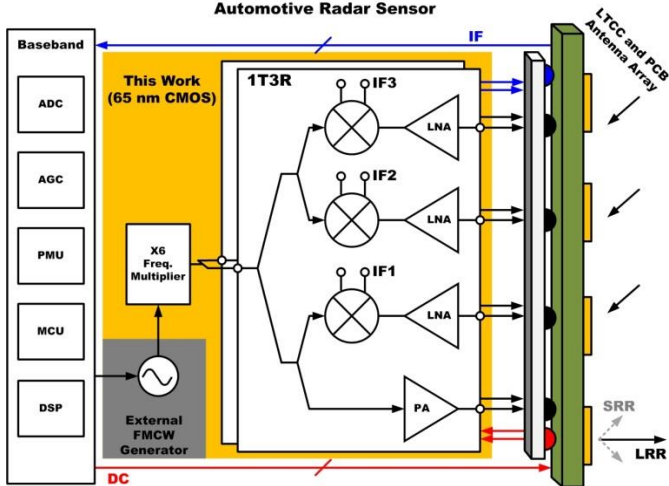 Automotive Radar Sensor
Baseband
ADC
AGC
PMU
MCU
DSP
IF
This Work
(65 nm CMOS)
X6
Freq.
Multiplier
External
FMCW
Generator
DC
1T3R
IF3
LNA
IF2
LNA
IF1
LNA
PA
LTCC and PCB
Antenna Array
SRR
LRR